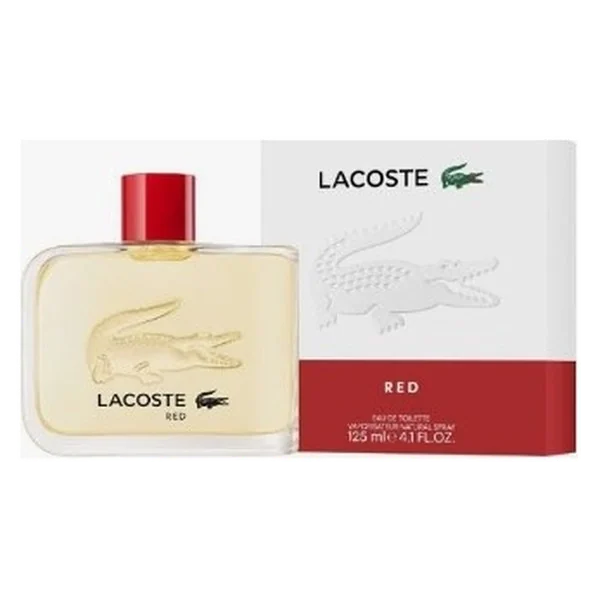 LACOSTE
RED
LACOSTE
RED
EAU DE TOILETTE
VAPORISATEUR NATURAL SPRAY
125 ml e 4.1 FL.OZ.